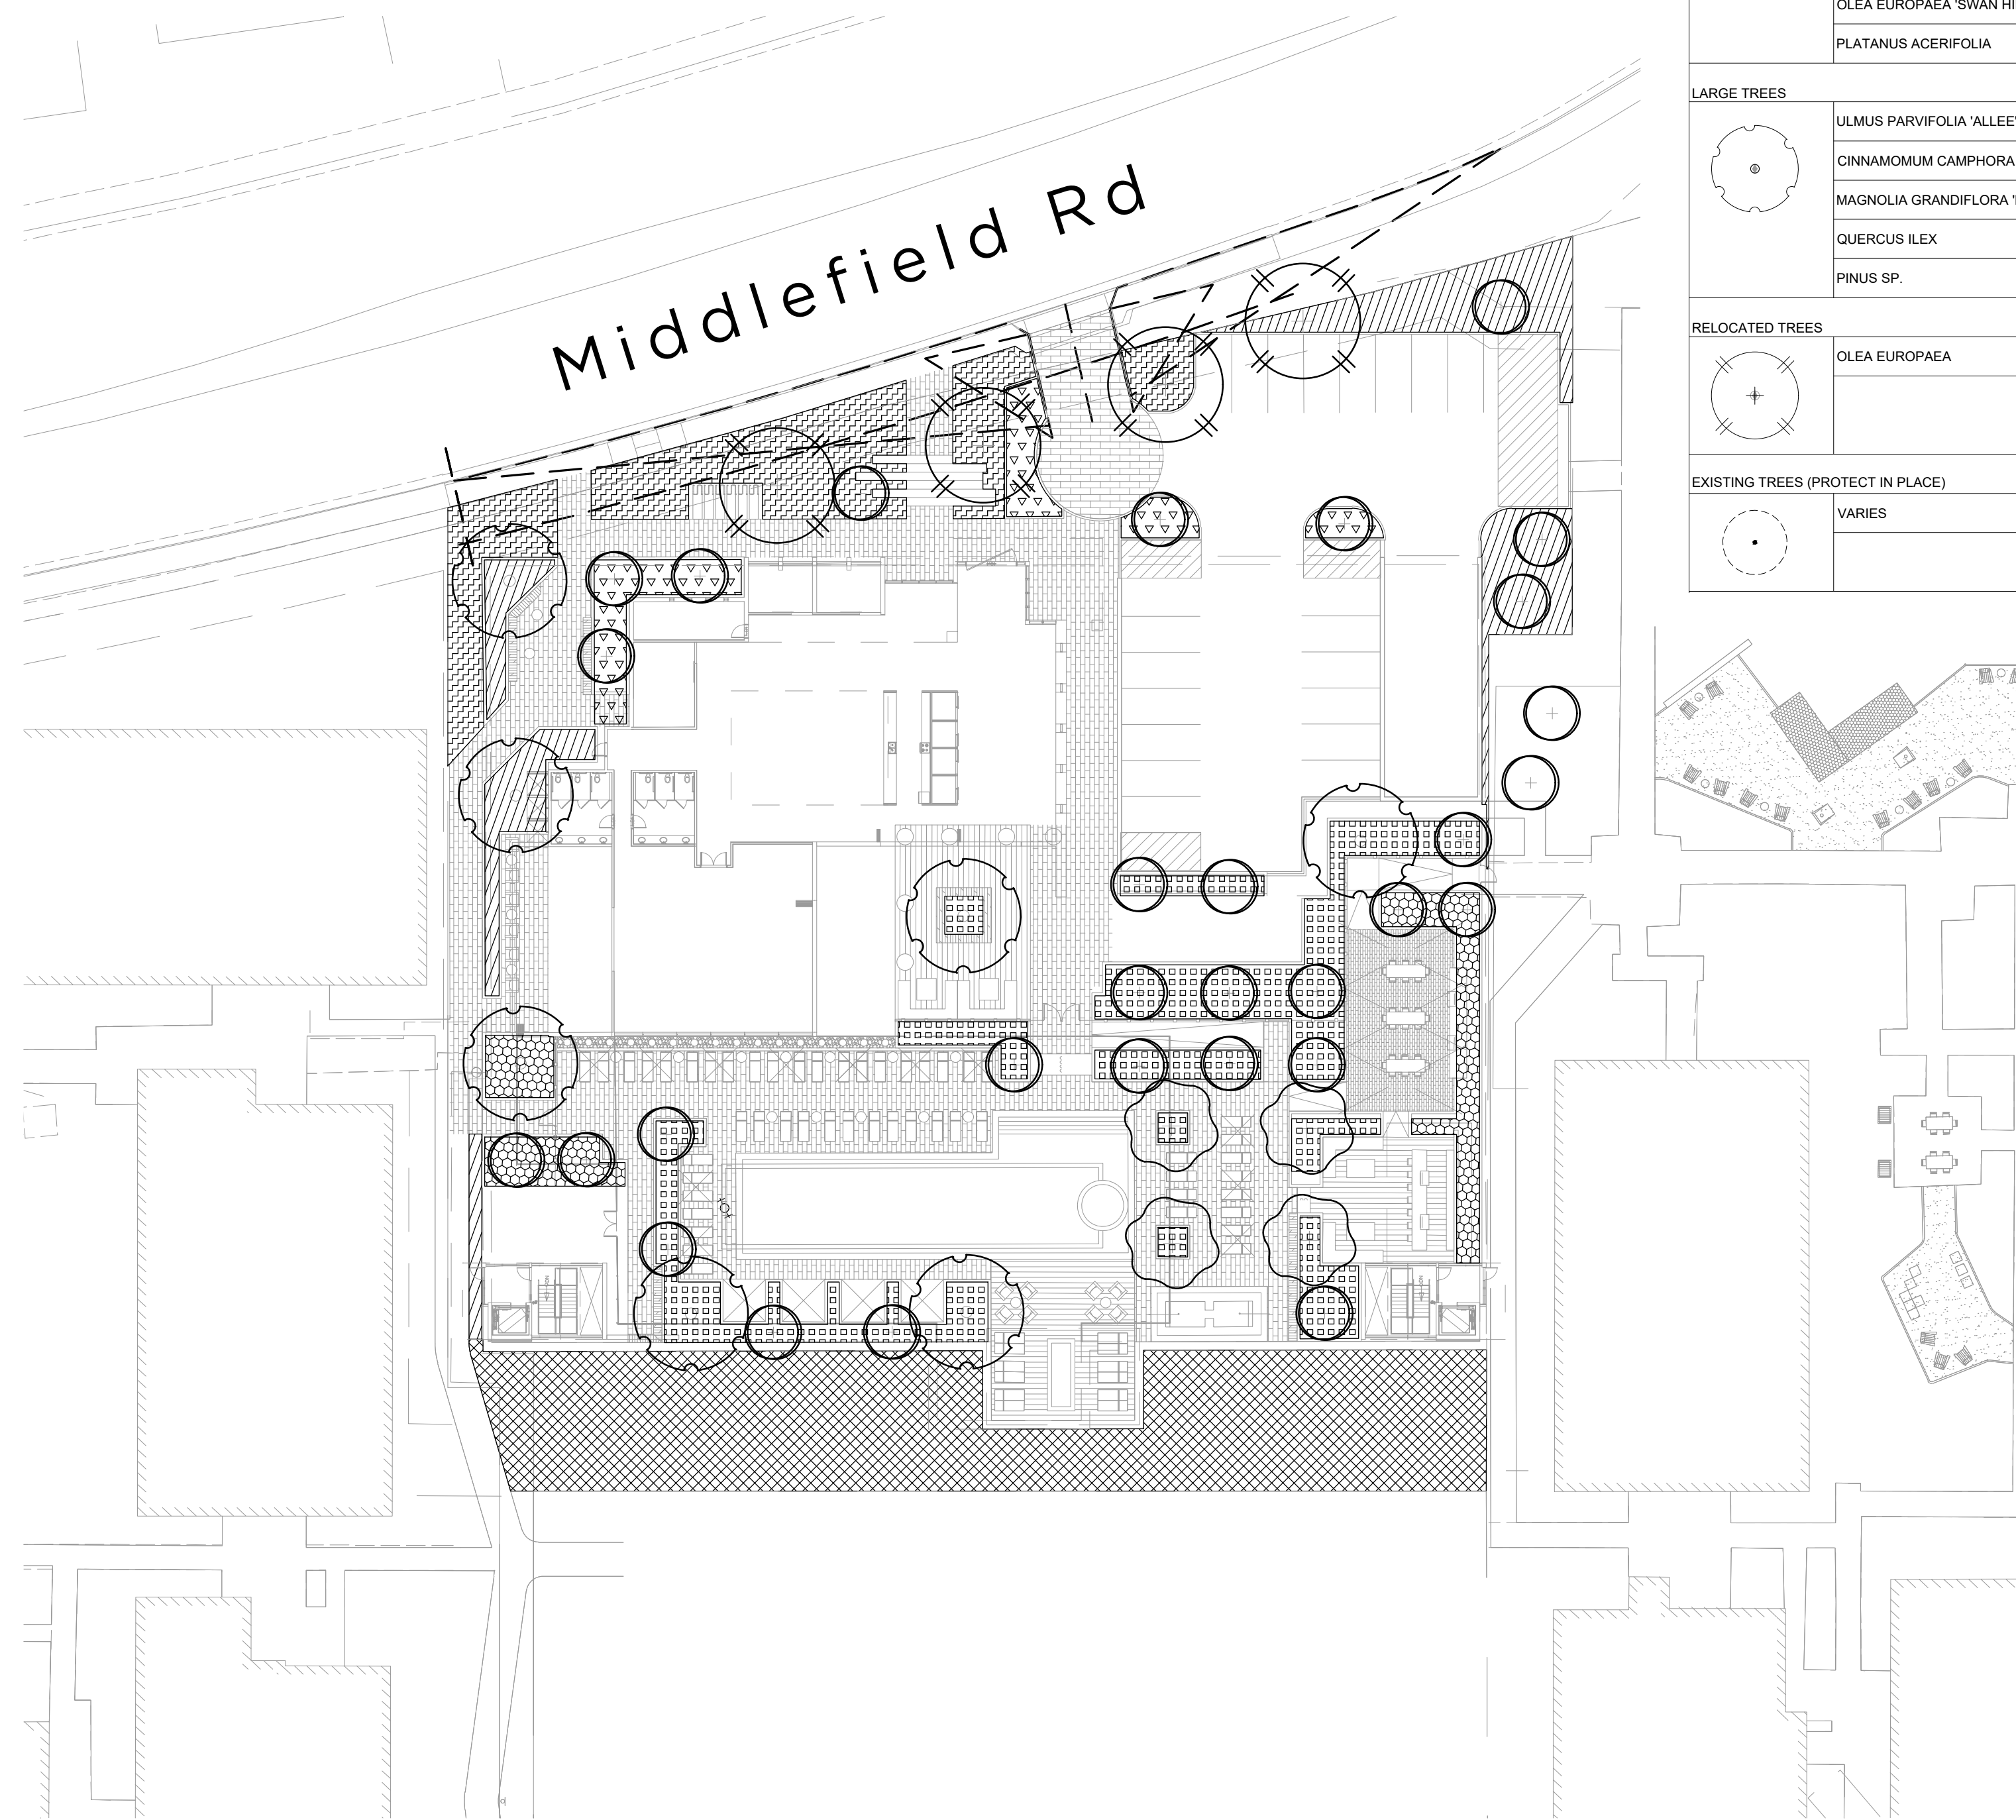 OLEA EUROPAEA 'SWAN HI
PLATANUS ACERIFOLIA
LARGE TREES
ULMUS PARVIFOLIA 'ALLEE'
CINNAMOMUM CAMPHORA
MAGNOLIA GRANDIFLORA '
QUERCUS ILEX
PINUS SP.
RELOCATED TREES
OLEA EUROPAEA
EXISTING TREES (PROTECT IN PLACE)
VARIES
Middlefield Rd